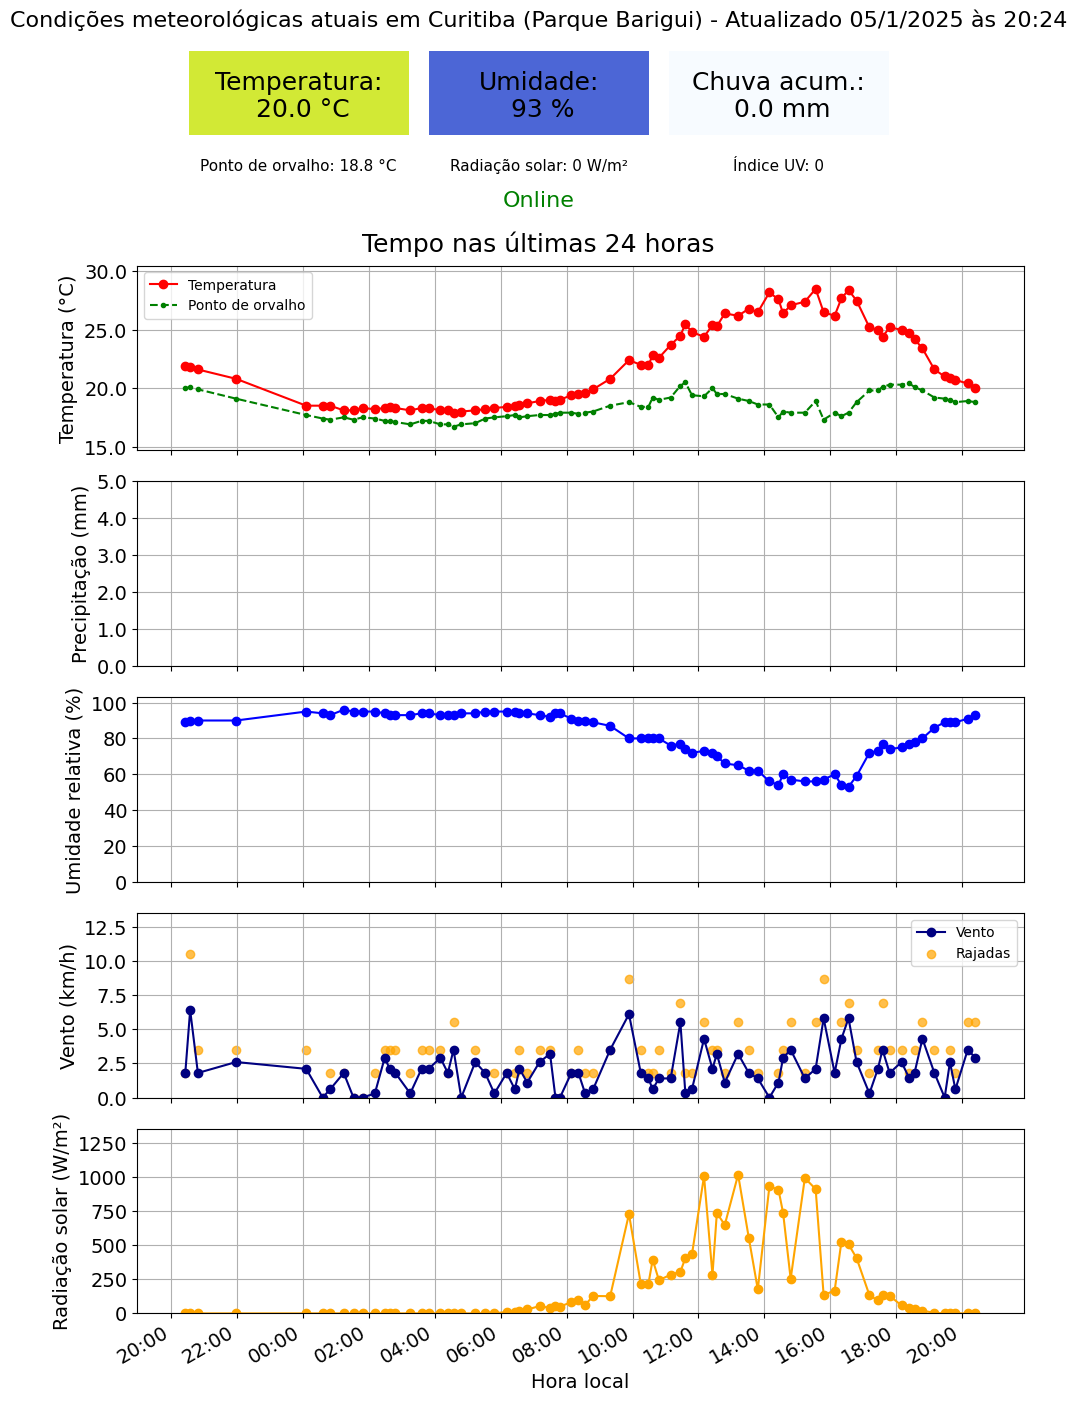 Condições meteorológicas atuais em Curitiba (Parque Barigui) - Atualizado 05/1/2025 às 20:24
Temperatura:
20.0 °C
Umidade:
93 %
Chuva acum.:
0.0 mm
Ponto de orvalho: 18.8 °C
Radiação solar: 0 W/m²
Índice UV: 0
Online
Tempo nas últimas 24 horas
Temperatura (°C)
30.0
25.0
20.0
15.0
Temperatura
Ponto de orvalho
Precipitação (mm)
5.0
4.0
3.0
2.0
1.0
0.0
Umidade relativa (%)
100
80
60
40
20
0
Vento (km/h)
12.5
10.0
7.5
5.0
2.5
0.0
Vento
Rajadas
Radiação solar (W/m²)
1250
1000
750
500
250
0
20:00
22:00
00:00
02:00
04:00
06:00
08:00
10:00
12:00
14:00
16:00
18:00
20:00
Hora local